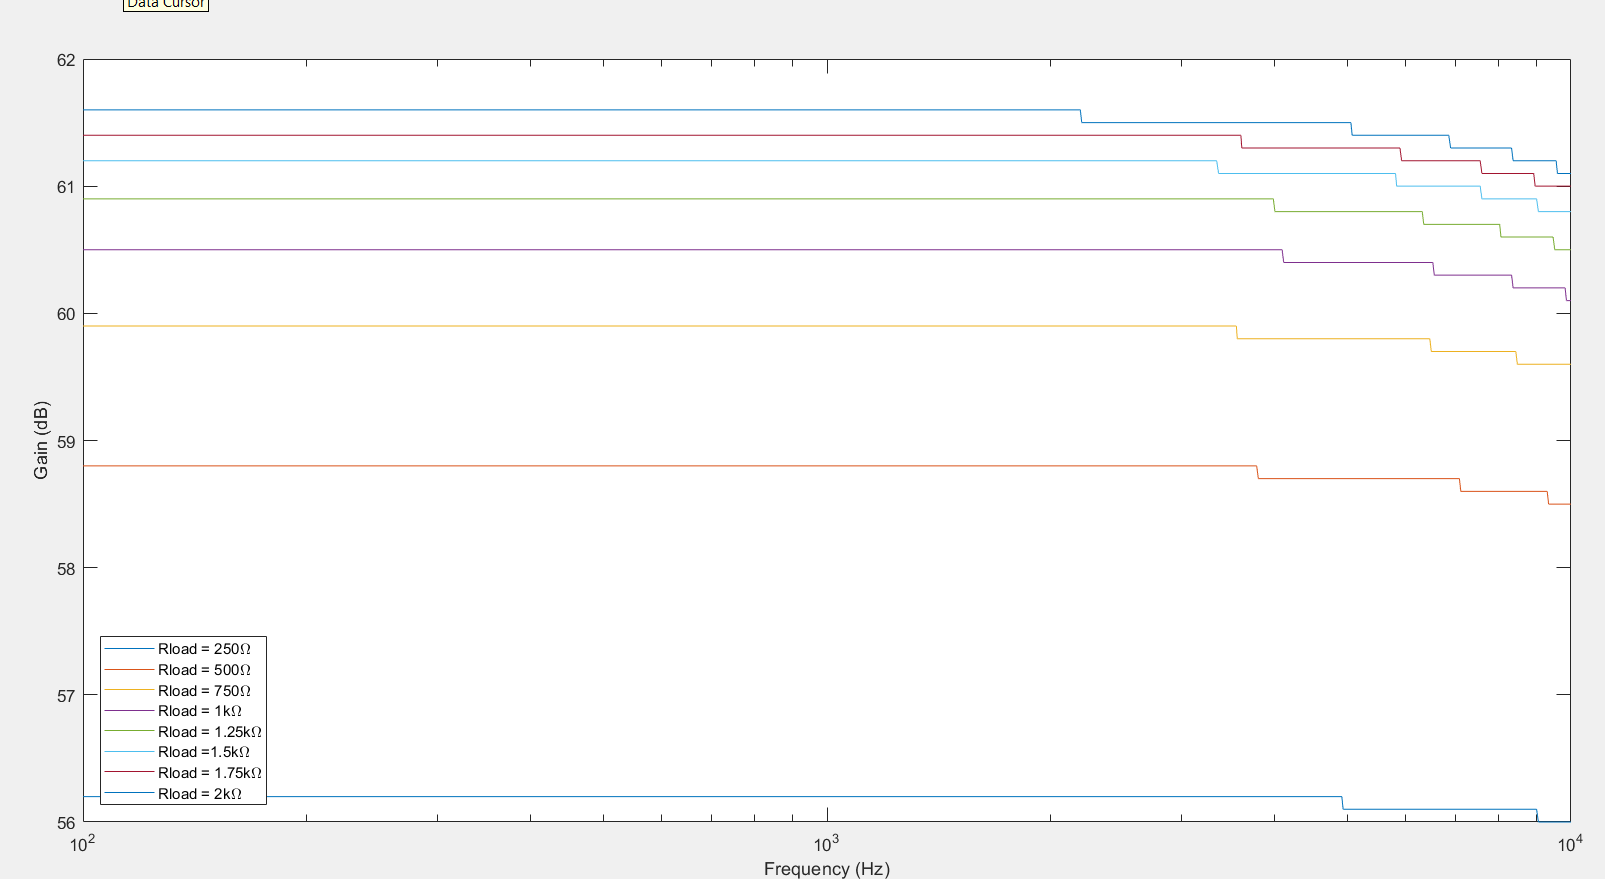 Data Cursor
62
61
60
59
58
57
56
Gain (dB)
Rload = 250Ω
Rload = 500Ω
Rload = 750Ω
Rload = 1kΩ
Rload = 1.25kΩ
Rload =1.5kΩ
Rload = 1.75kΩ
Rload = 2kΩ
10² 10³ 10⁴
Frequency (Hz)